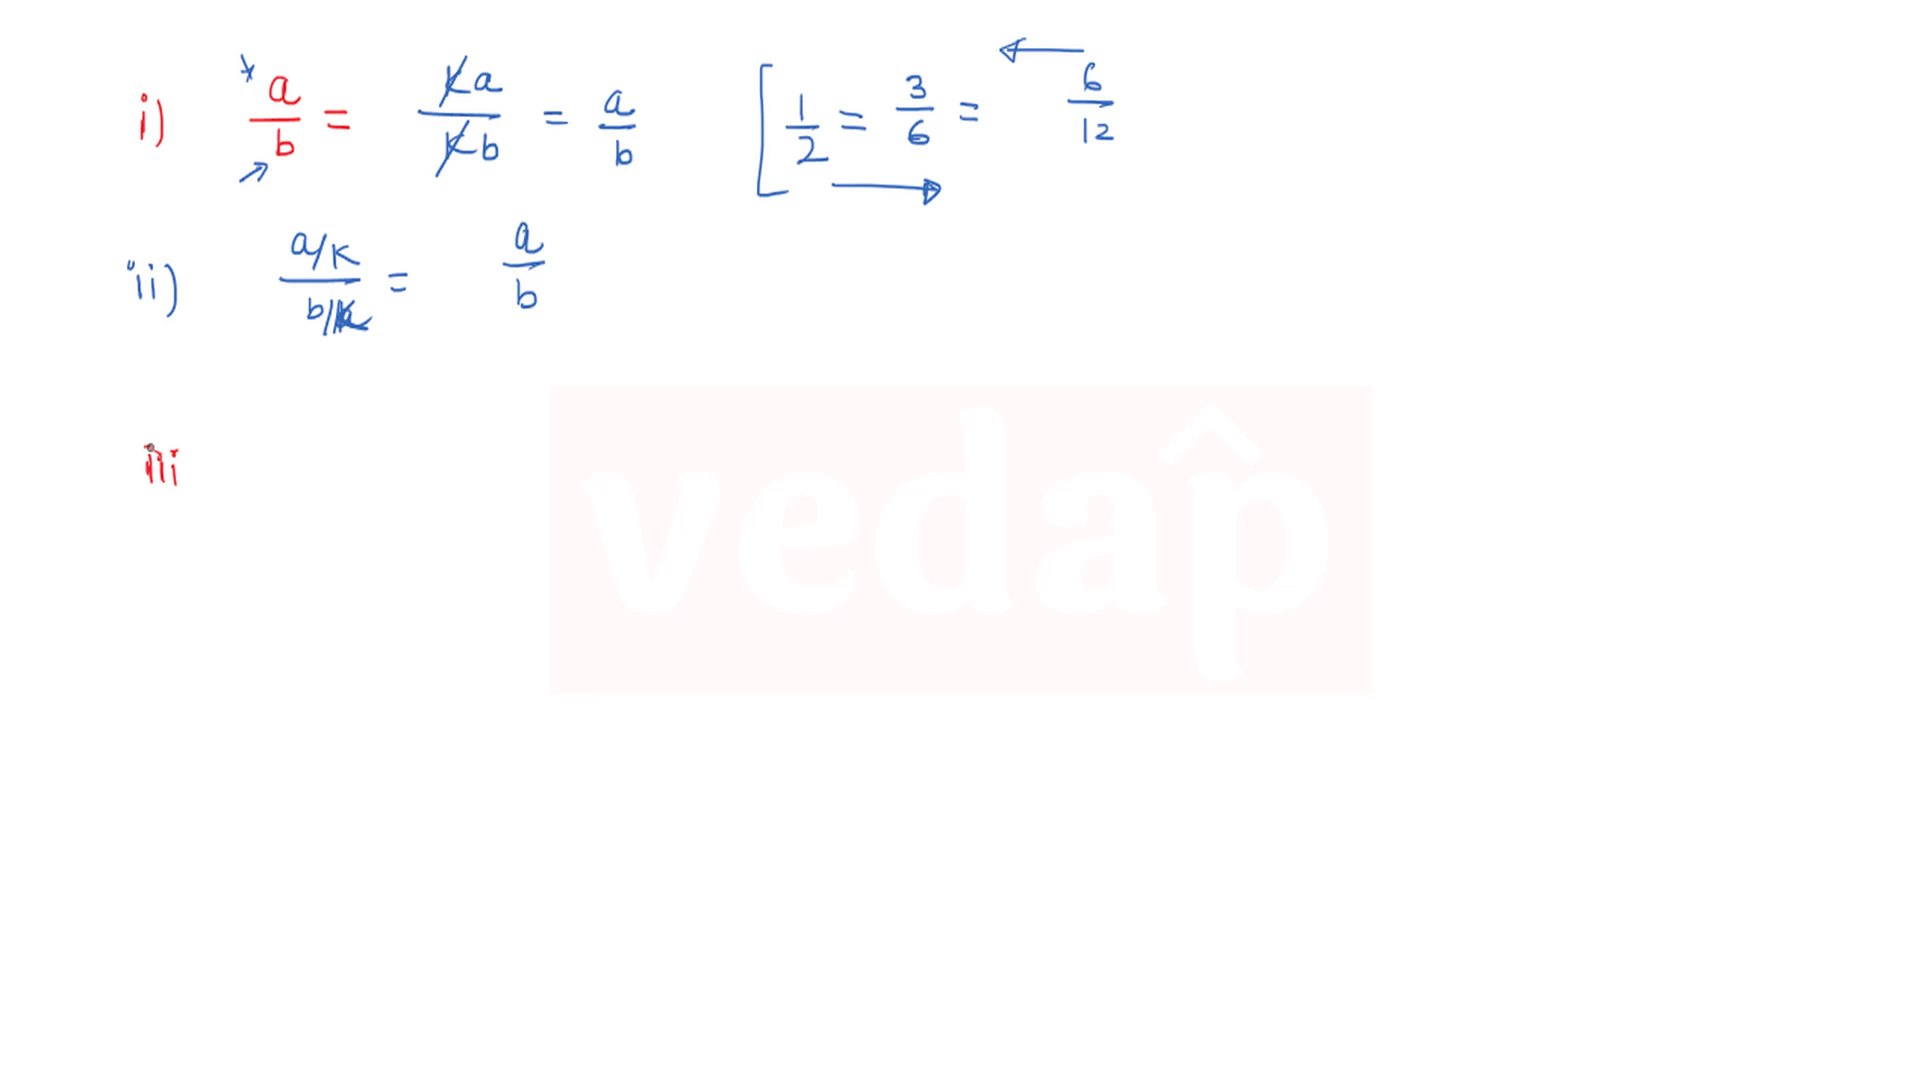 i) a/b = Ka/Kb = a/b [ 1/2 = 3/6 = 6/12
ii) a/K / b/K = a/b
iii
vedap